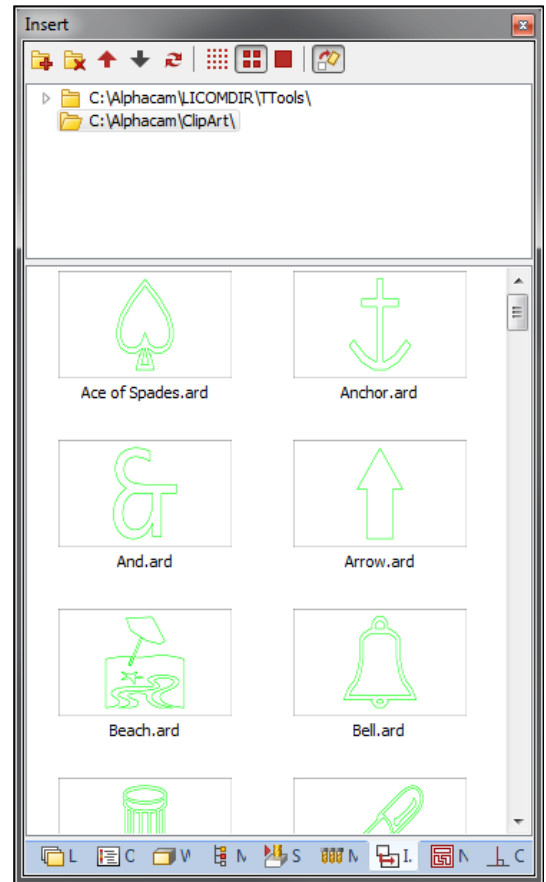 Insert
C:\Alphacam\LICOMDIR\TTools\
C:\Alphacam\ClipArt\
Ace of Spades.ard Anchor.ard
And.ard Arrow.ard
Beach.ard Bell.ard
L C V N S N I. N C